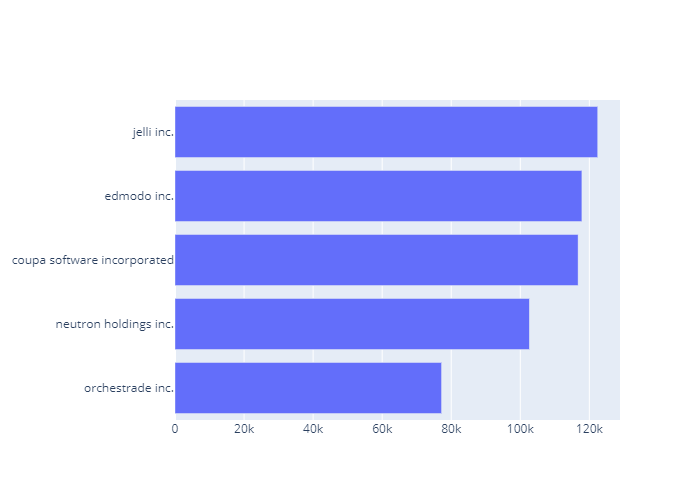 jelli inc.
edmodo inc.
coupa software incorporated
neutron holdings inc.
orchestrade inc.
0 20k 40k 60k 80k 100k 120k